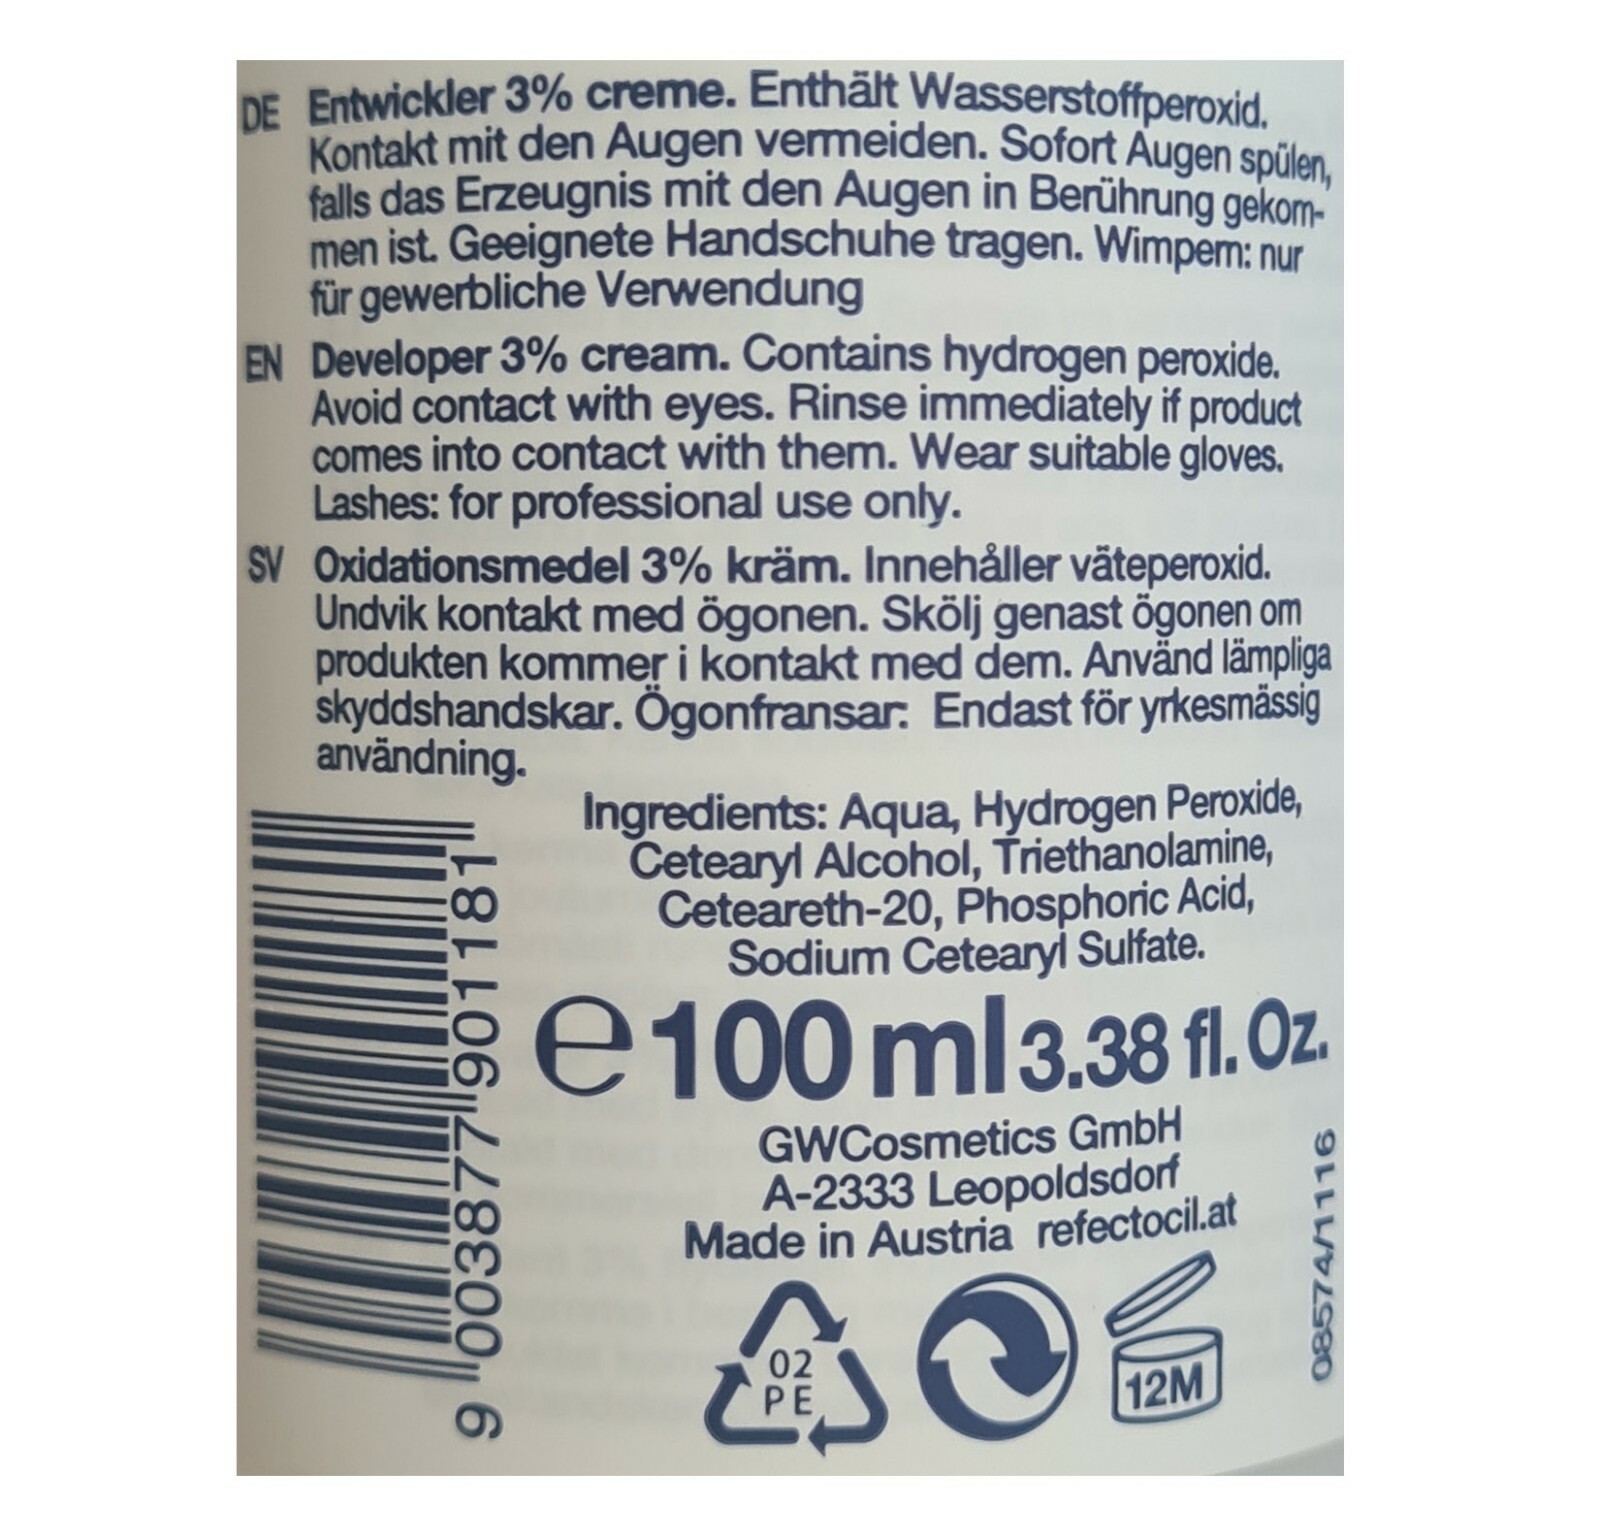 DE Entwickler 3% creme. Enthält Wasserstoffperoxid.
Kontakt mit den Augen vermeiden. Sofort Augen spülen,
falls das Erzeugnis mit den Augen in Berührung gekom-
men ist. Geeignete Handschuhe tragen. Wimpern: nur
für gewerbliche Verwendung
EN Developer 3% cream. Contains hydrogen peroxide.
Avoid contact with eyes. Rinse immediately if product
comes into contact with them. Wear suitable gloves.
Lashes: for professional use only.
SV Oxidationsmedel 3% kräm. Innehåller väteperoxid.
Undvik kontakt med ögonen. Skölj genast ögonen om
produkten kommer i kontakt med dem. Använd lämpliga
skyddshandskar. Ögonfransar: Endast för yrkesmässig
användning.
Ingredients: Aqua, Hydrogen Peroxide,
Cetearyl Alcohol, Triethanolamine,
Ceteareth-20, Phosphoric Acid,
Sodium Cetearyl Sulfate.
e 100 ml 3.38 fl. Oz.
GWCosmetics GmbH
A-2333 Leopoldsdorf
Made in Austria refectocil.at
02
PE
12M
9 003877 901181
08574/1116